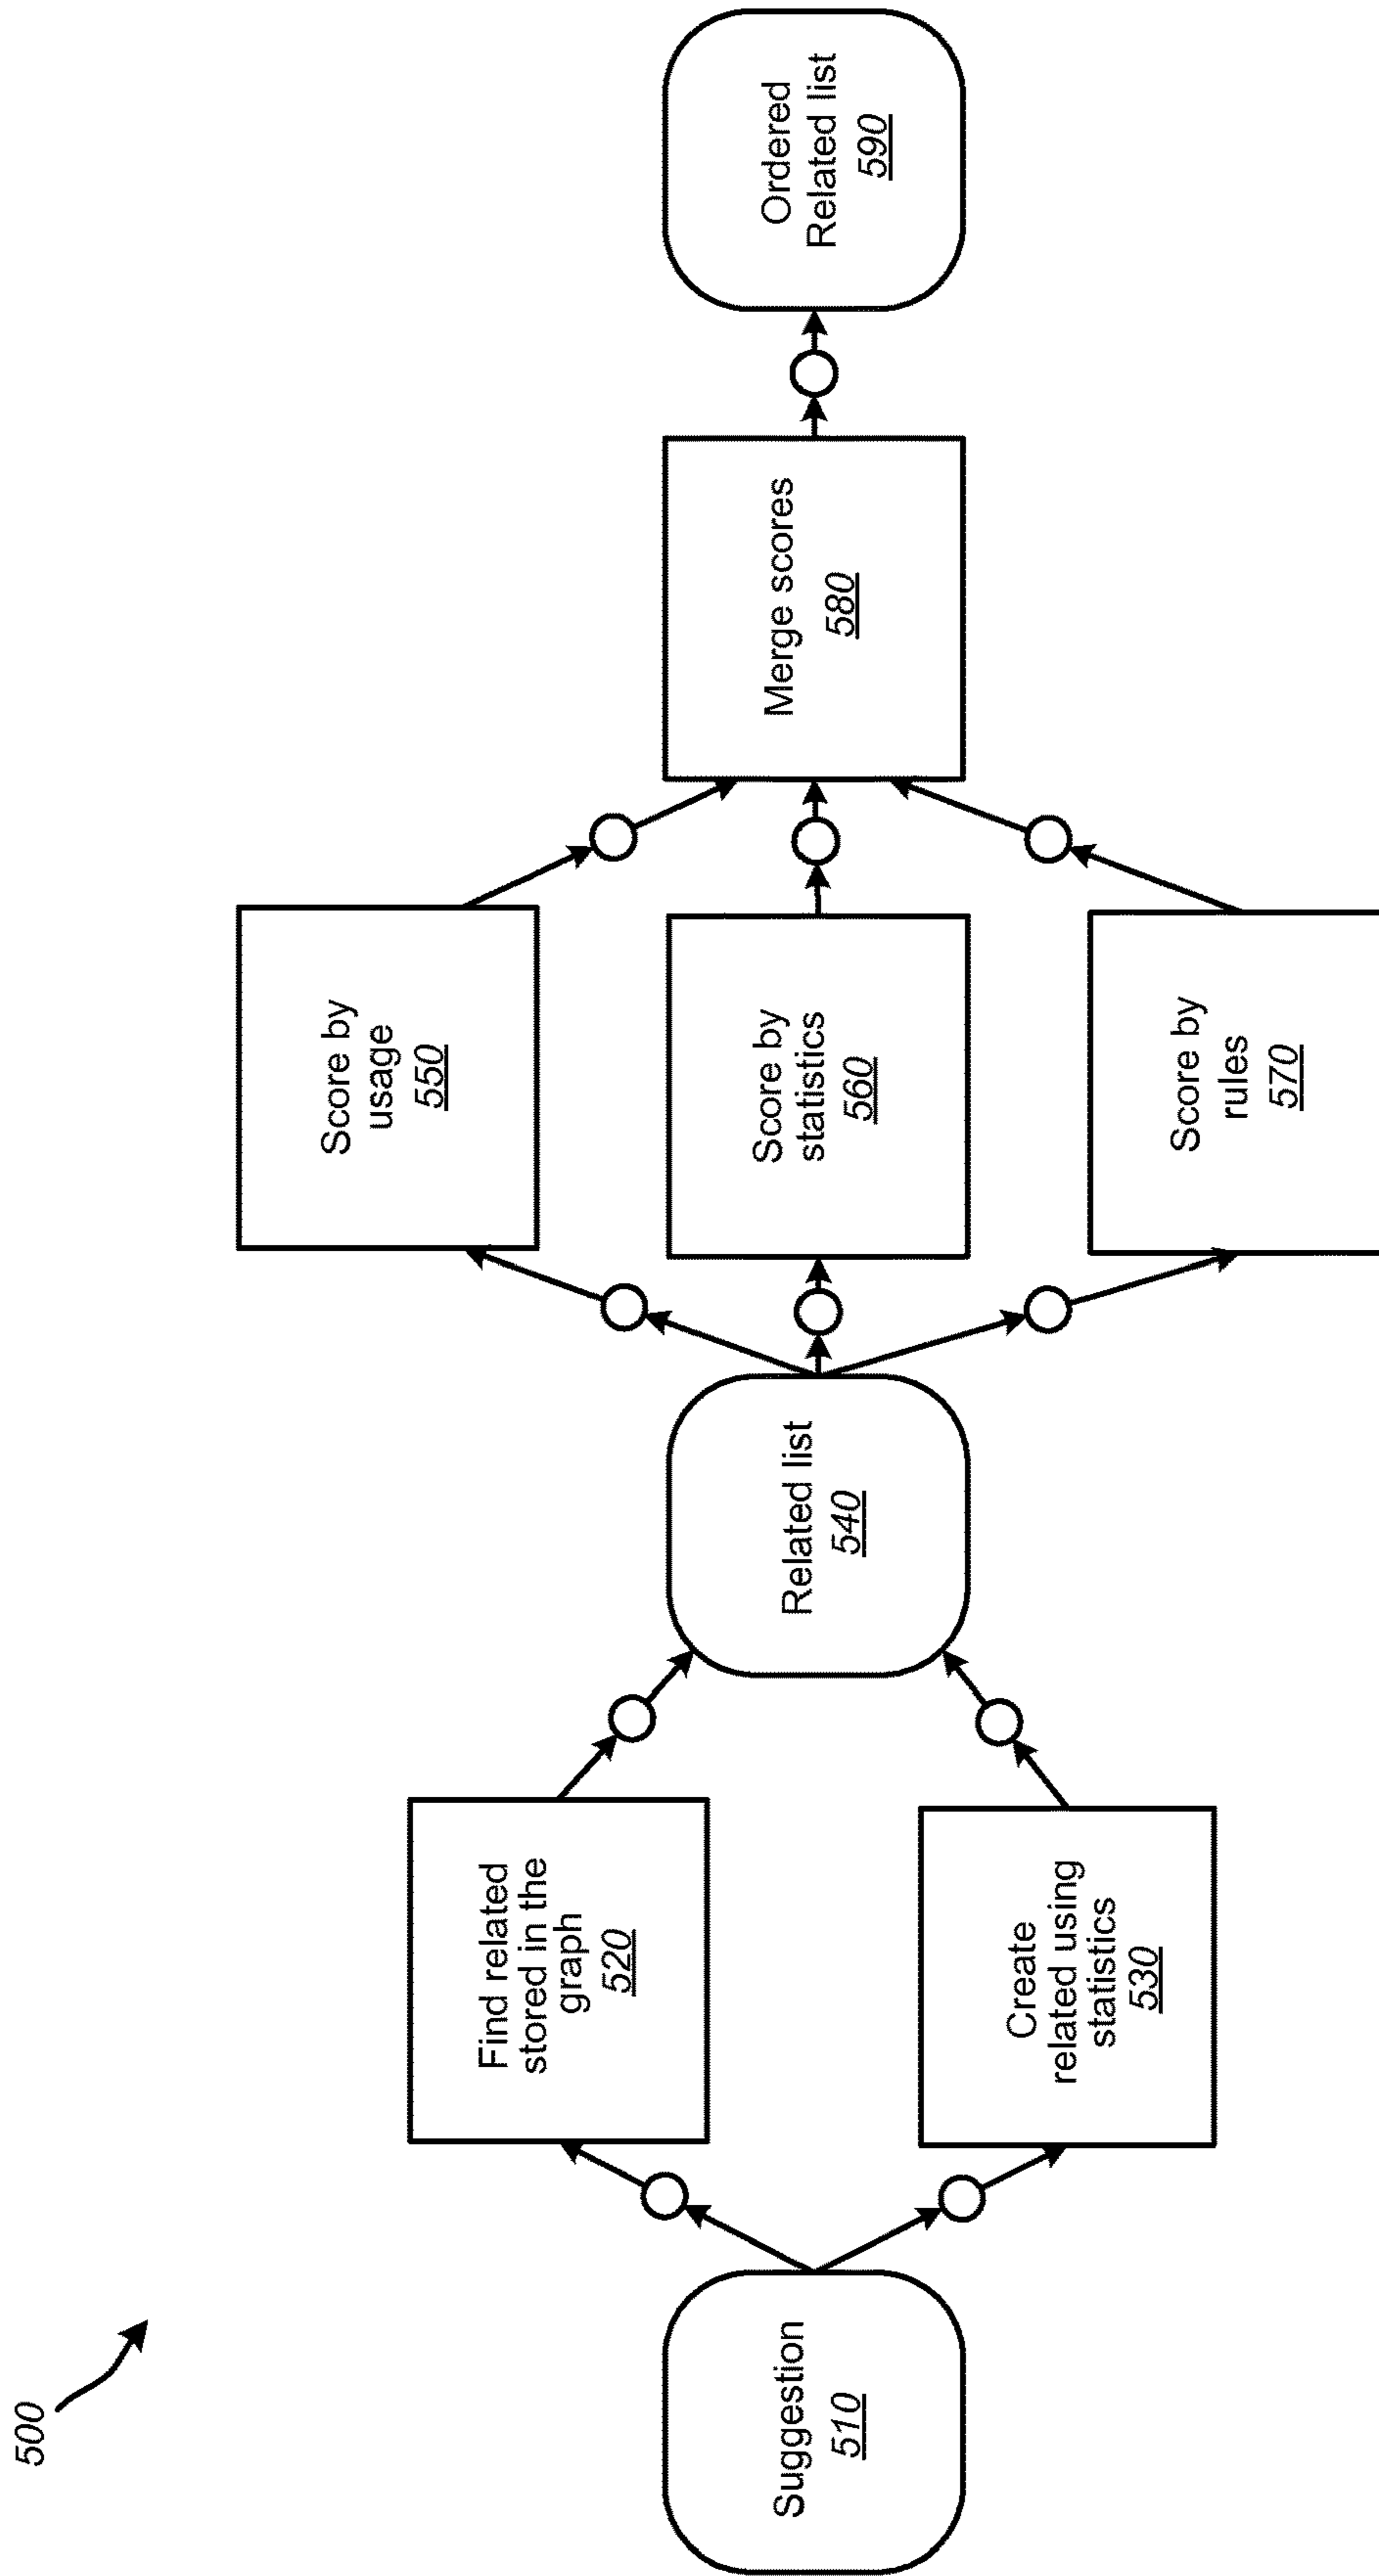 500
Suggestion
510
Find related
stored in the
graph
520
Create
related using
statistics
530
Related list
540
Score by
usage
550
Score by
statistics
560
Score by
rules
570
Merge scores
580
Ordered
Related list
590